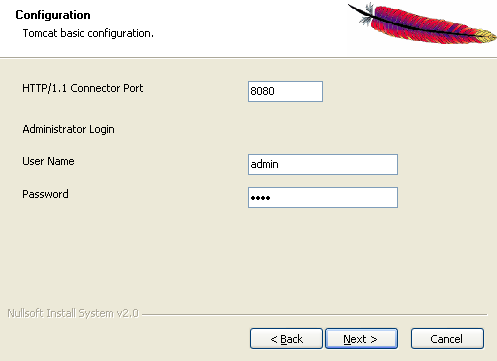 Configuration
Tomcat basic configuration.
HTTP/1.1 Connector Port 8080
Administrator Login
User Name admin
Password ••••
Nullsoft Install System v2.0
< Back Next > Cancel